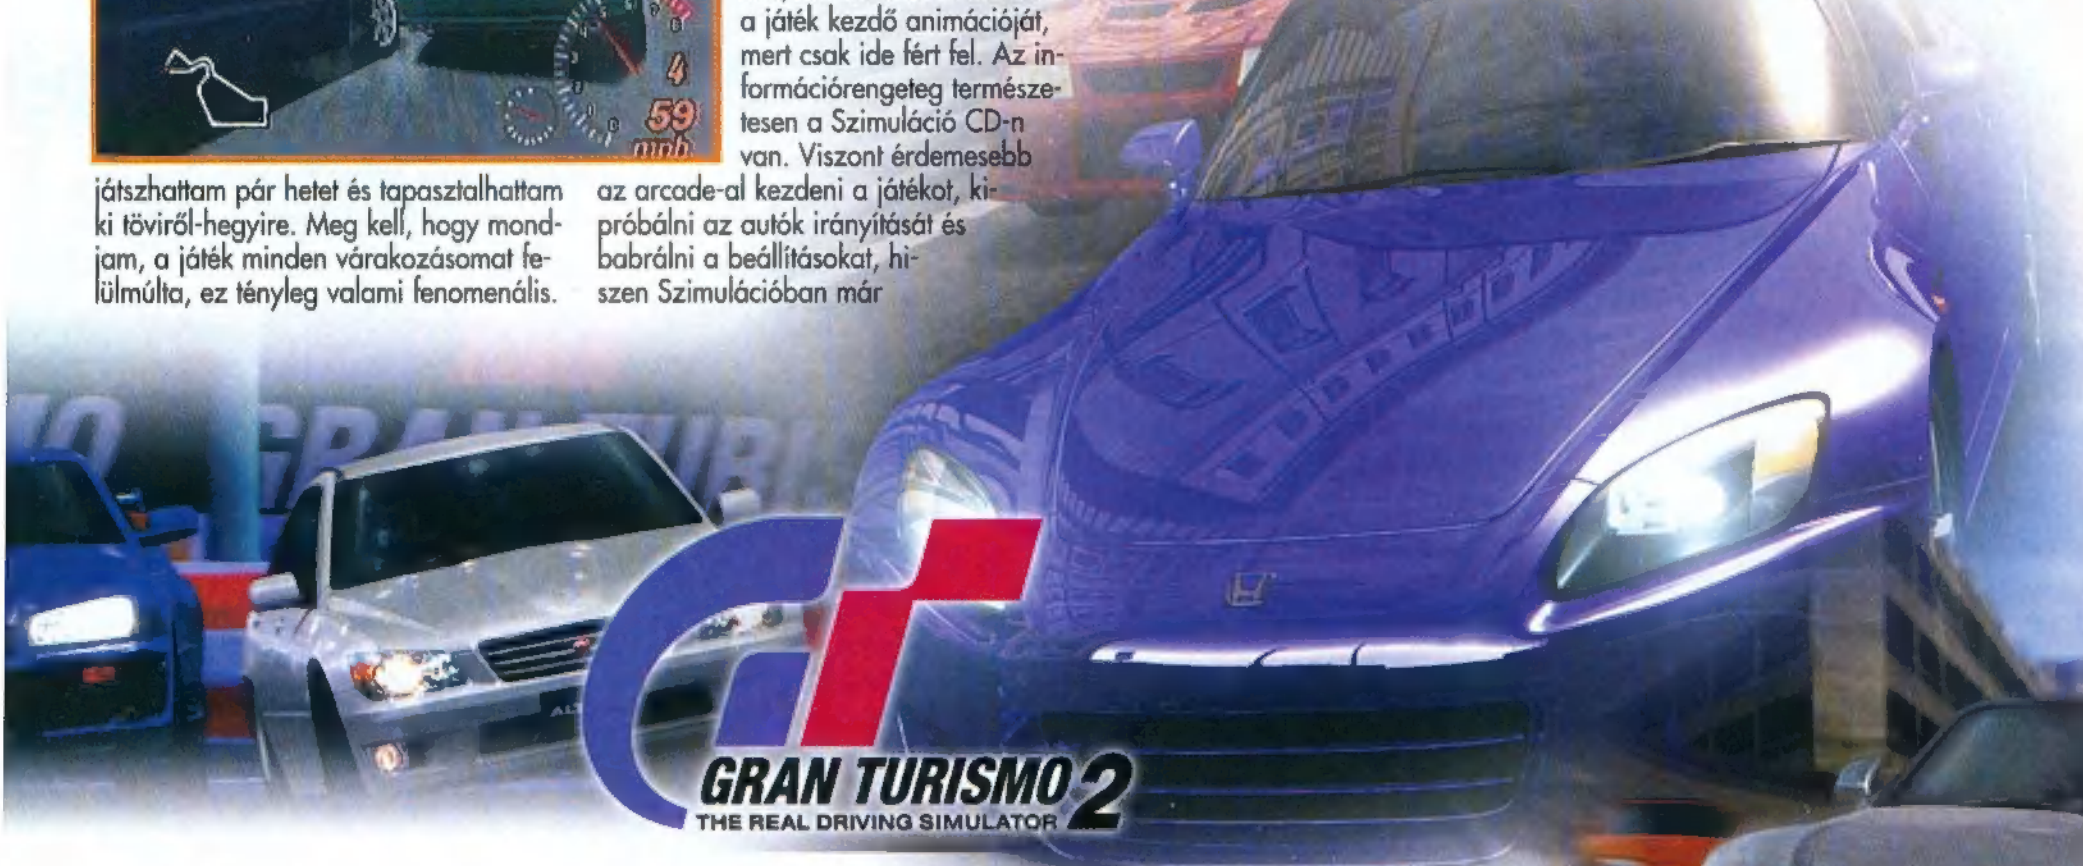 4
59
mph
játszhattam pár hetet és tapasztalhattam
ki töviről-hegyire. Meg kell, hogy mond-
jam, a játék minden várakozásomat fe-
lülmúlta, ez tényleg valami fenomenális.
a játék kezdő animációját,
mert csak ide fért fel. Az in-
formációrengeteg természe-
tesen a Szimuláció CD-n
van. Viszont érdemesebb
az arcade-al kezdeni a játékot, ki-
próbálni az autók irányítását és
babrálni a beállításokat, hi-
szen Szimulációban már
MO GRAN TURIS
GRAN TURISMO 2
THE REAL DRIVING SIMULATOR